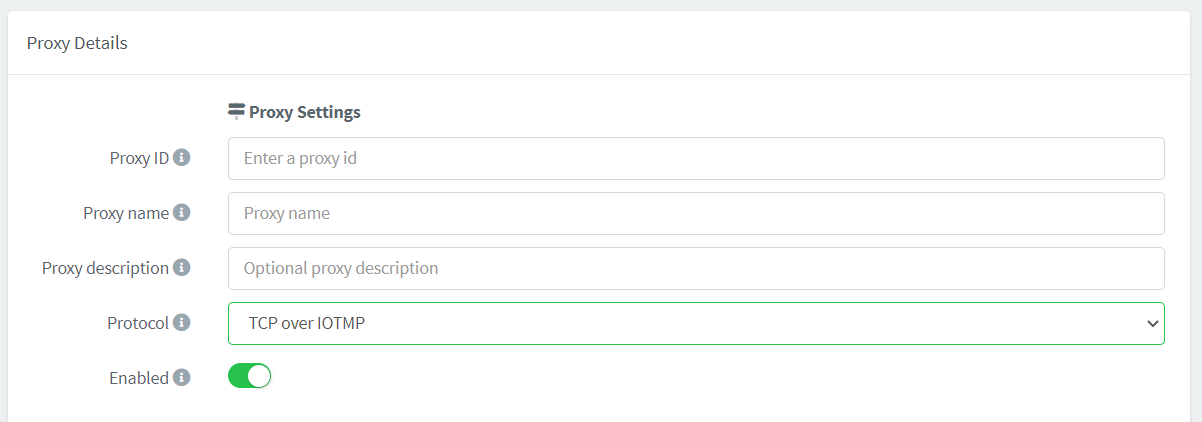 Proxy Details
Proxy Settings
Proxy ID
Enter a proxy id
Proxy name
Proxy name
Proxy description
Optional proxy description
Protocol
TCP over IOTMP
Enabled